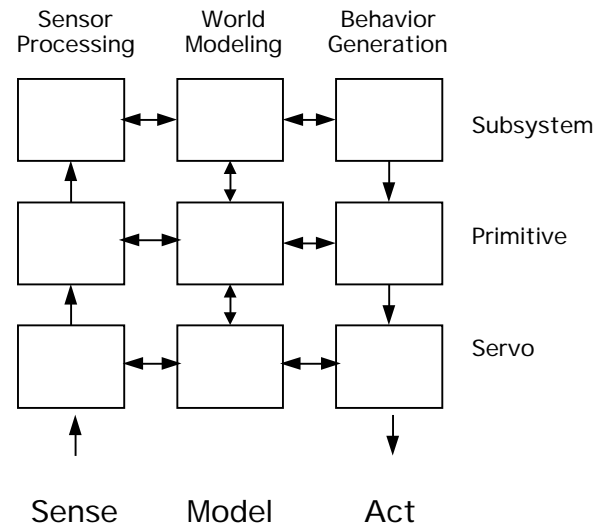 Sensor
Processing
World
Modeling
Behavior
Generation
Subsystem
Primitive
Servo
Sense
Model
Act